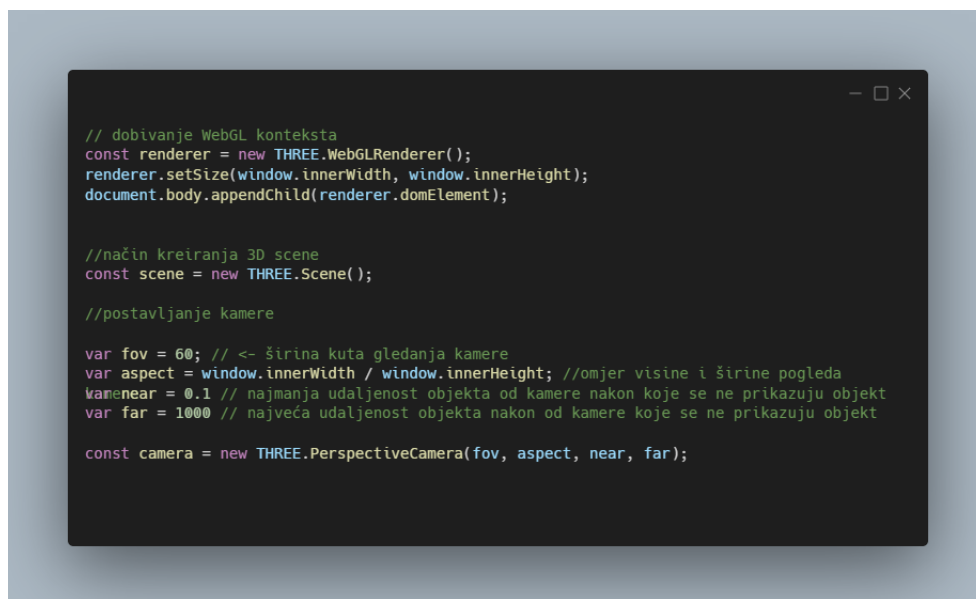 // dobivanje WebGL konteksta
const renderer = new THREE.WebGLRenderer();
renderer.setSize(window.innerWidth, window.innerHeight);
document.body.appendChild(renderer.domElement);
//način kreiranja 3D scene
const scene = new THREE.Scene();
//postavljanje kamere
var fov = 60; // <- širina kuta gledanja kamere
var aspect = window.innerWidth / window.innerHeight; //omjer visine i širine pogleda
var near = 0.1 // najmanja udaljenost objekta od kamere nakon koje se ne prikazuju objekt
var far = 1000 // najveća udaljenost objekta nakon od kamere koje se ne prikazuju objekt
const camera = new THREE.PerspectiveCamera(fov, aspect, near, far);